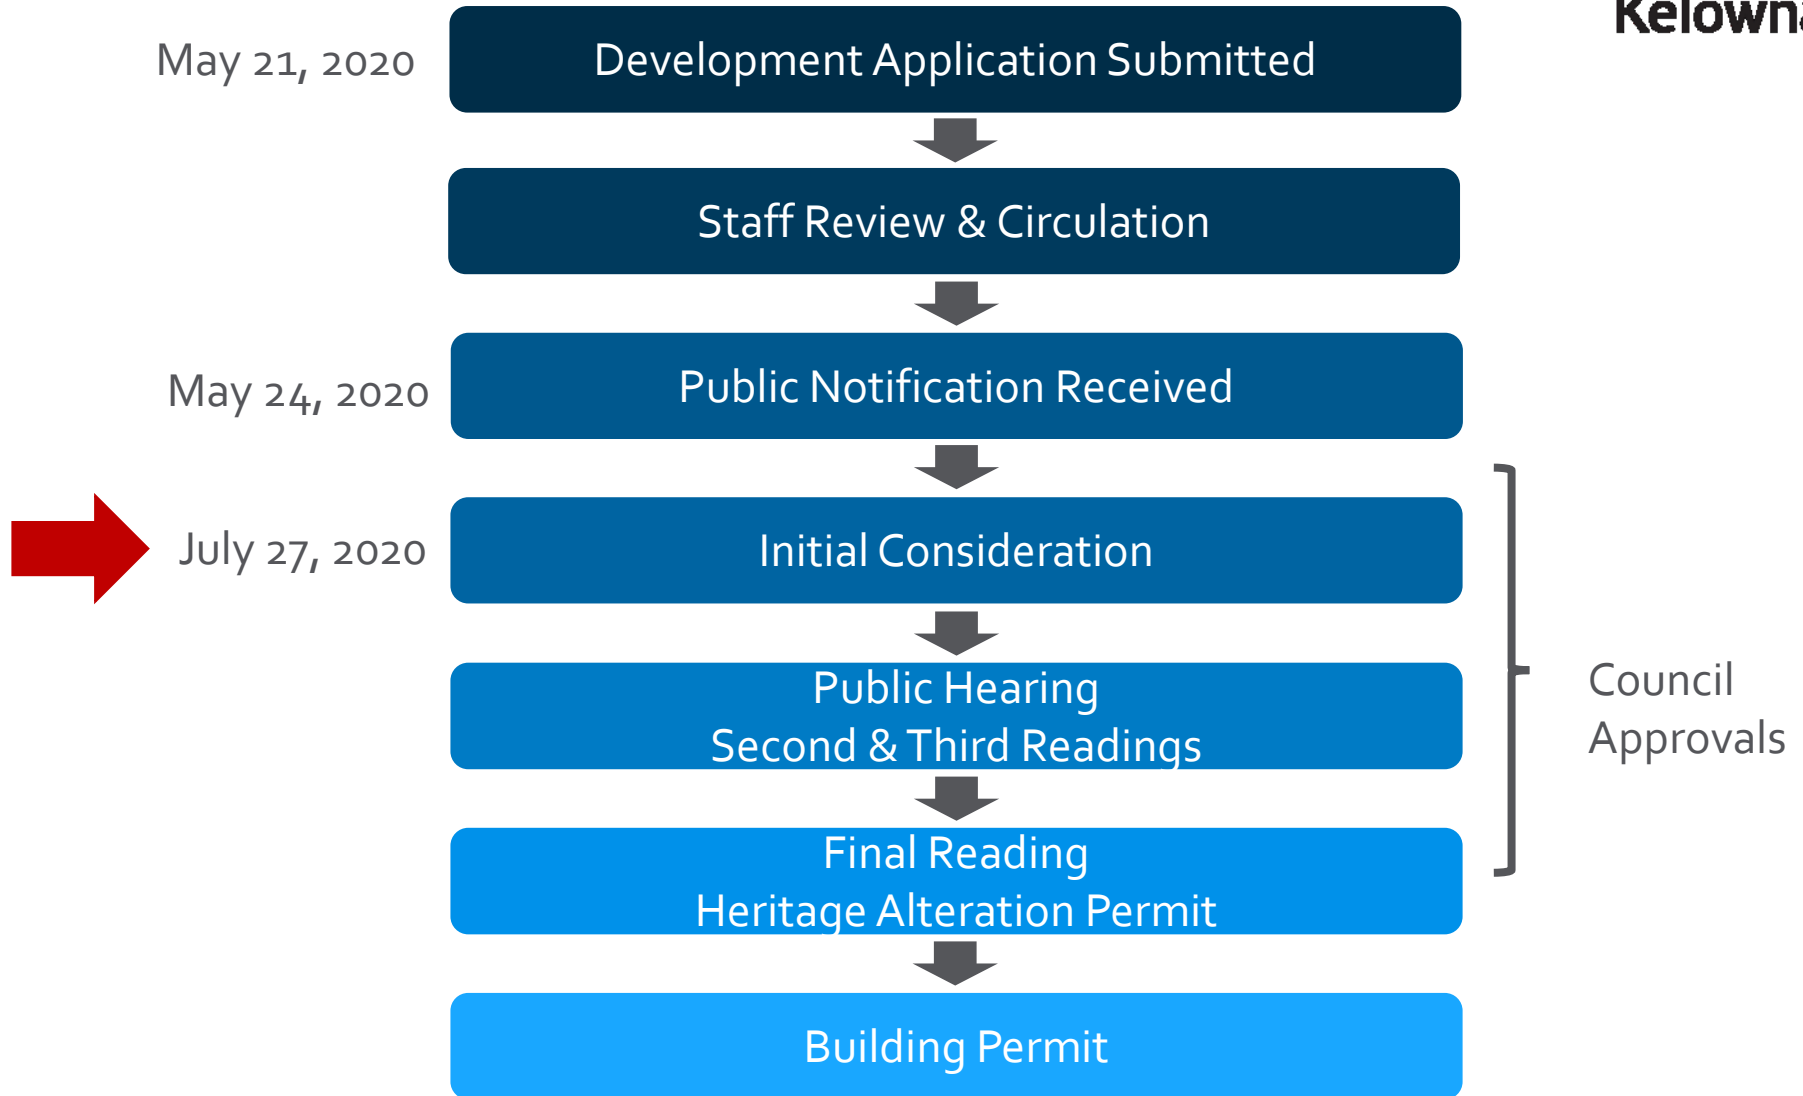 Kelowna
May 21, 2020
Development Application Submitted
Staff Review & Circulation
May 24, 2020
Public Notification Received
July 27, 2020
Initial Consideration
Public Hearing
Second & Third Readings
Council
Approvals
Final Reading
Heritage Alteration Permit
Building Permit